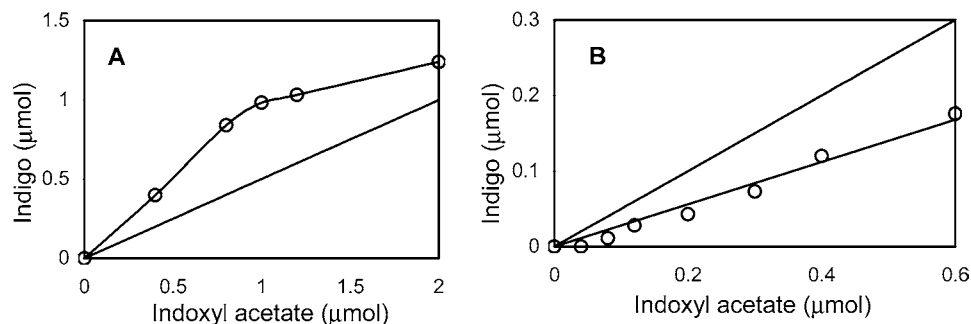 A
Indigo (μmol)
1.5
1
0.5
0
0 0.5 1 1.5 2
Indoxyl acetate (μmol)
B
Indigo (μmol)
0.3
0.2
0.1
0
0 0.2 0.4 0.6
Indoxyl acetate (μmol)